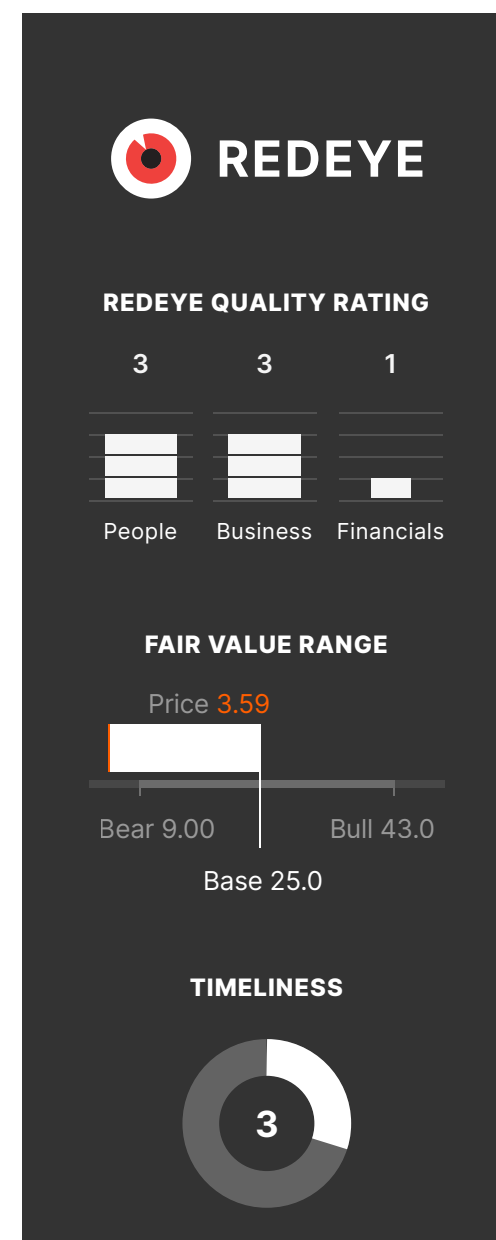 REDEYE
REDEYE QUALITY RATING
3 3 1
People Business Financials
FAIR VALUE RANGE
Price 3.59
Bear 9.00 Bull 43.0
Base 25.0
TIMELINESS
3